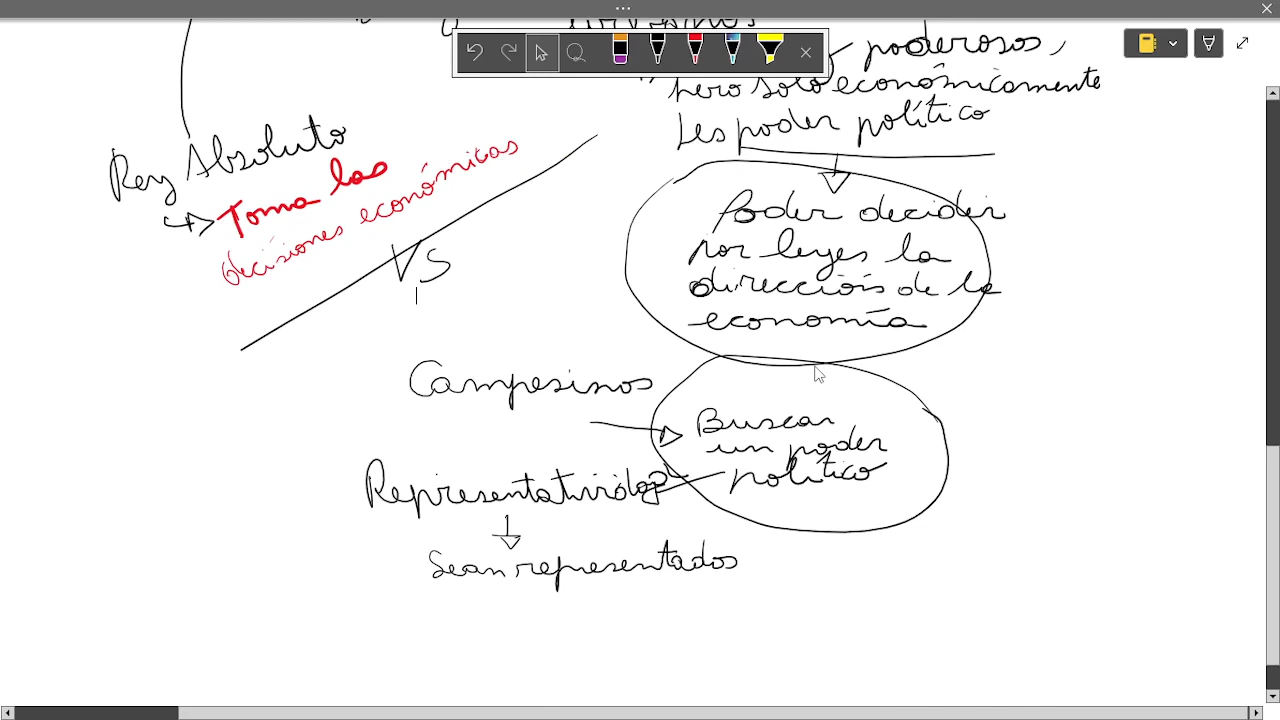 poderosos,
pero solo económicamente
Les poder político
Rey Absoluto
Toma las
decisiones económicas
VS
Poder decidir
por leyes la
dirección de la
economía
Campesinos
Buscan
un poder
político
Sean representados